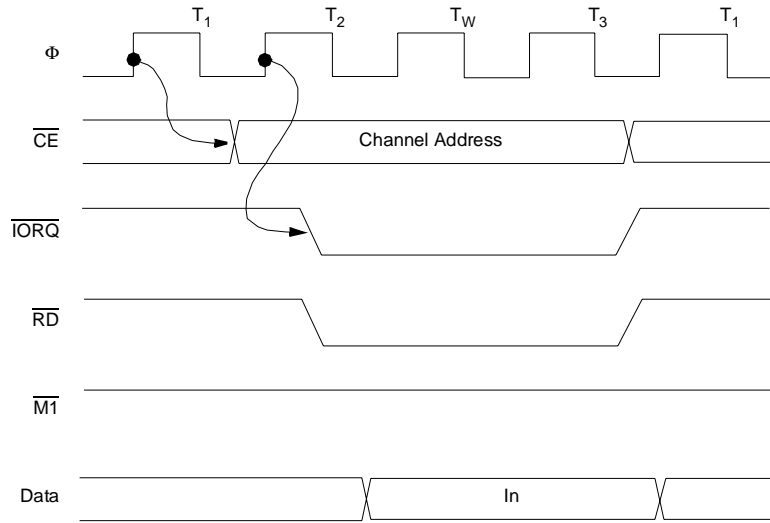 T1 T2 TW T3 T1
Φ
CE Channel Address
IORQ
RD
M1
Data In